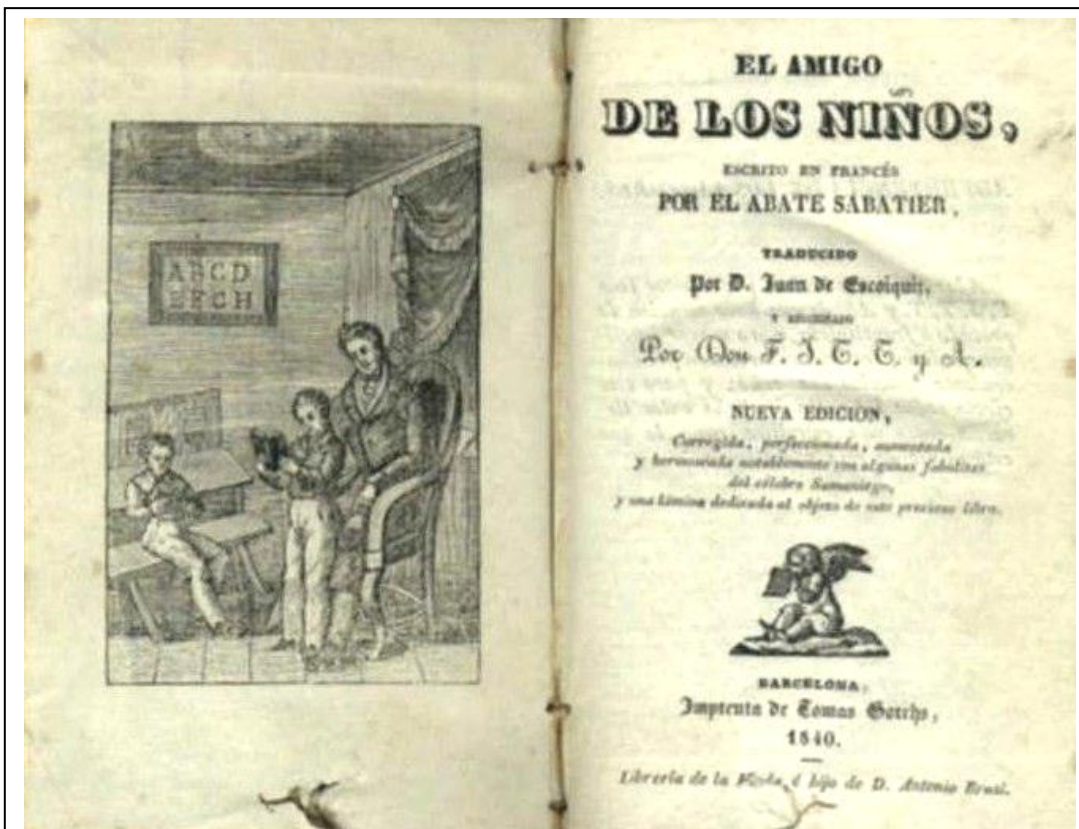 ABCD
EFGH
EL AMIGO
DE LOS NIÑOS,
ESCRITO EN FRANCÉS
POR EL ABATE SABATIER,
TRADUCIDO
Por D. Juan de Escoiquiz,
Y
Por Don F. J. T. T. y A.
NUEVA EDICION,
Corregida, perfeccionada, aumentada
y hermoseada notablemente con algunas fabulitas
del célebre Samaniego,
y una lámina dedicada al objeto de este precioso libro.
BARCELONA,
Imprenta de Tomas Gorchs,
1840.
Librería de la Viuda, é hijo de D. Antonio Brusi.